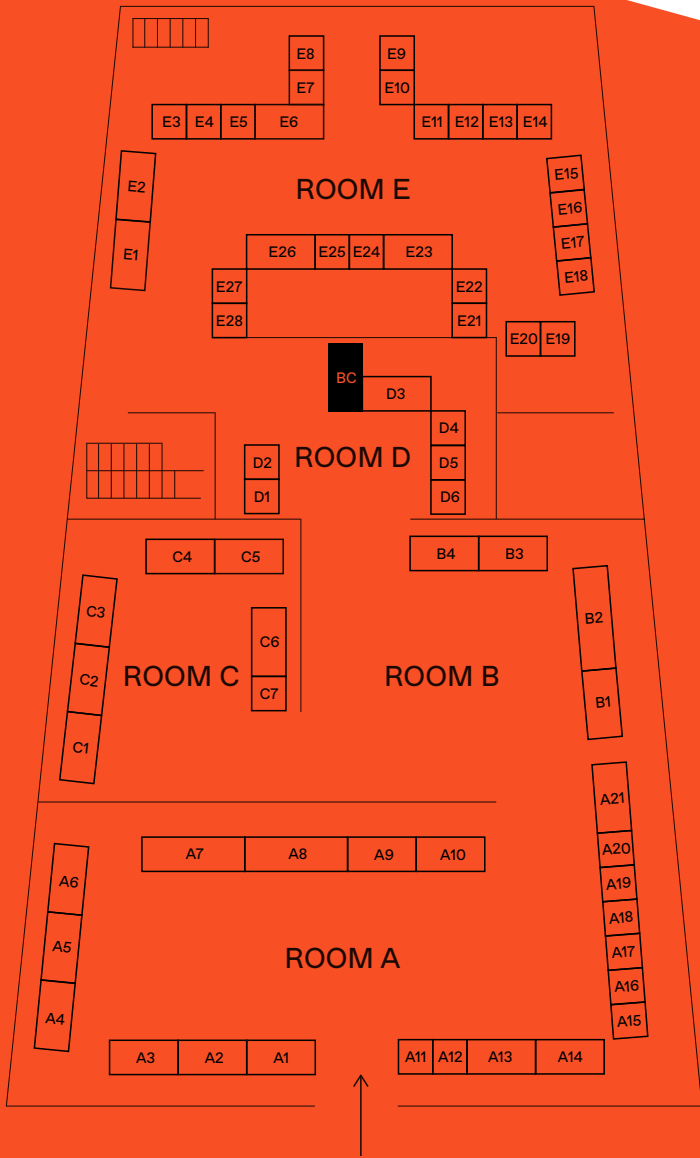 E8 E9
E7 E10
E3 E4 E5 E6 E11 E12 E13 E14
E2 ROOM E E15
E16
E1 E17
E26 E25 E24 E23
E18
E27 E22
E28 E21
E20 E19
BC
D3
D4
D2 ROOM D D5
D1 D6
C4 C5 B4 B3
C3 B2
C6
C2 ROOM C ROOM B
C7 B1
C1
A21
A7 A8 A9 A10 A20
A6 A19
A18
A5 ROOM A A17
A16
A4 A15
A3 A2 A1 A11 A12 A13 A14